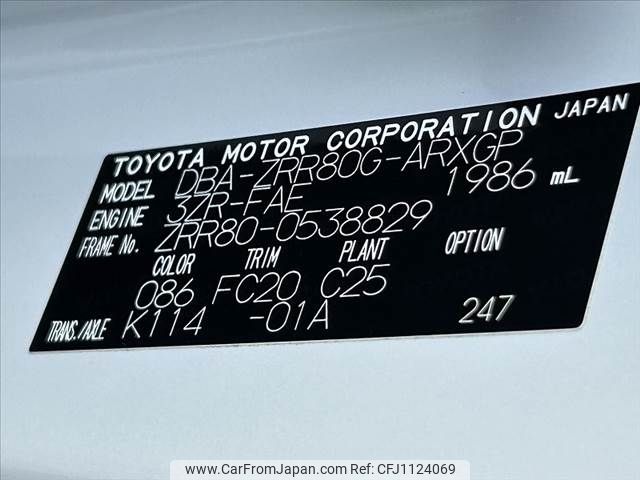 TOYOTA MOTOR CORPORATION JAPAN
MODEL DBA-ZRR80G-ARXGP
ENGINE 3ZR-FAE 1986 mL
FRAME No. ZRR80-0538829
COLOR TRIM PLANT OPTION
086 FC20 C25
TRANS./AXLE K114 -01A 247
www.CarFromJapan.com - CFJ1124069